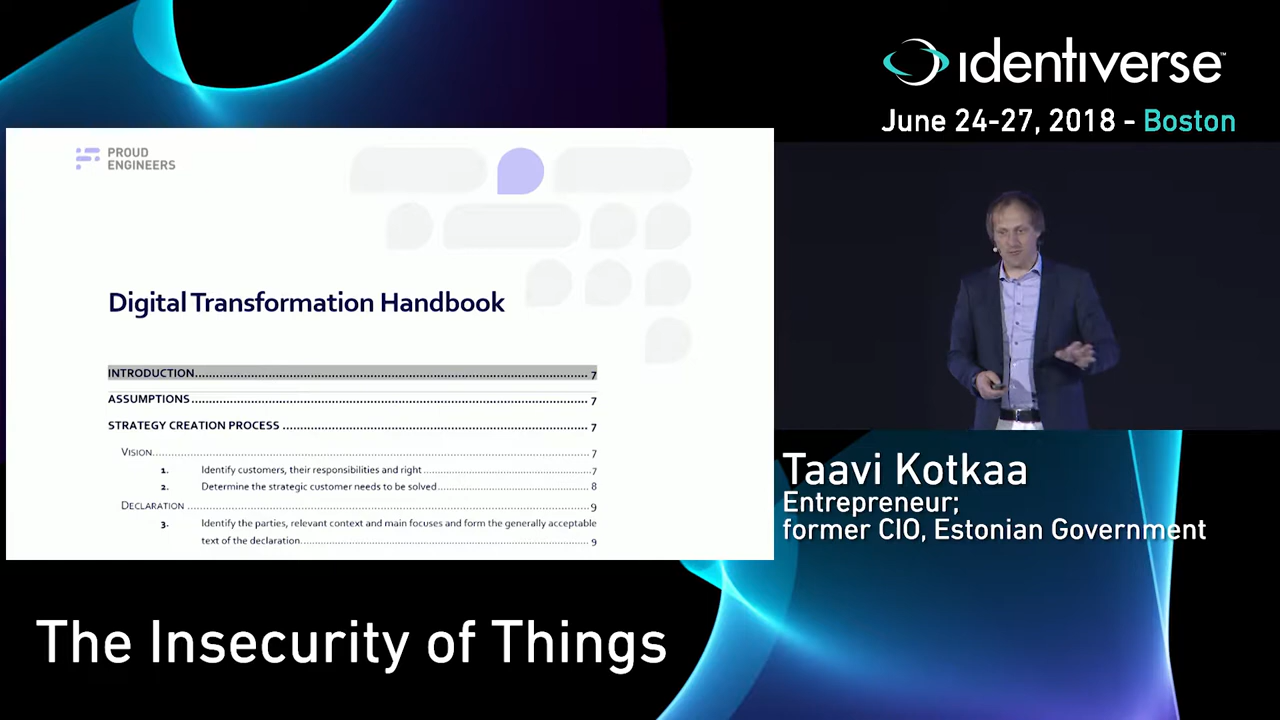 identiverse™
June 24-27, 2018 - Boston
PROUD
ENGINEERS
Digital Transformation Handbook
INTRODUCTION 7
ASSUMPTIONS 7
STRATEGY CREATION PROCESS 7
VISION 7
1. Identify customers, their responsibilities and right 7
2. Determine the strategic customer needs to be solved 8
DECLARATION 9
3. Identify the parties, relevant context and main focuses and form the generally acceptable
text of the declaration. 9
Taavi Kotkaa
Entrepreneur;
former CIO, Estonian Government
The Insecurity of Things